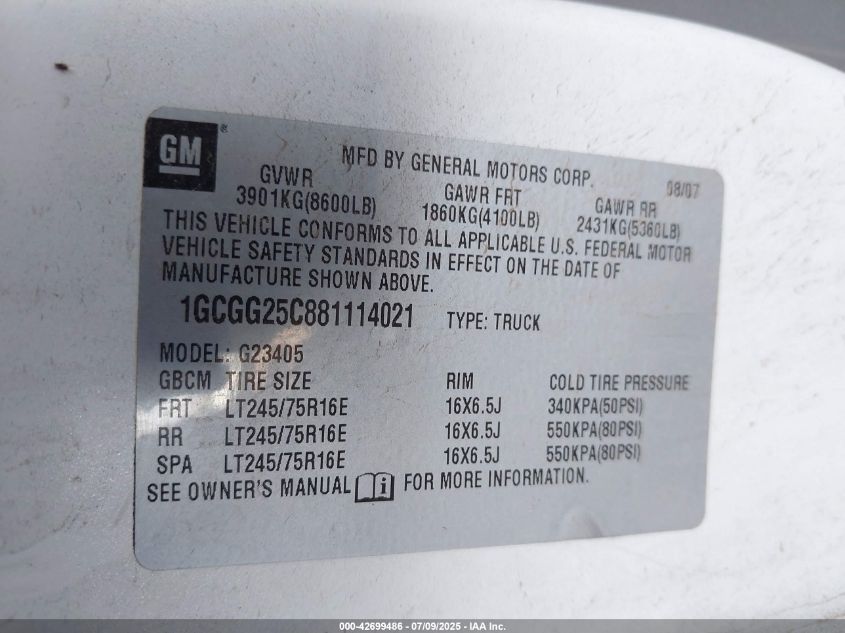 GM ®
MFD BY GENERAL MOTORS CORP. 08/07
GVWR GAWR FRT GAWR RR
3901KG(8600LB) 1860KG(4100LB) 2431KG(5360LB)
THIS VEHICLE CONFORMS TO ALL APPLICABLE U.S. FEDERAL MOTOR
VEHICLE SAFETY STANDARDS IN EFFECT ON THE DATE OF
MANUFACTURE SHOWN ABOVE.
1GCGG25C881114021 TYPE: TRUCK
MODEL: G23405
GBCM TIRE SIZE RIM COLD TIRE PRESSURE
FRT LT245/75R16E 16X6.5J 340KPA(50PSI)
RR LT245/75R16E 16X6.5J 550KPA(80PSI)
SPA LT245/75R16E 16X6.5J 550KPA(80PSI)
SEE OWNER'S MANUAL i FOR MORE INFORMATION.
000-42699486 - 07/09/2025 - IAA Inc.